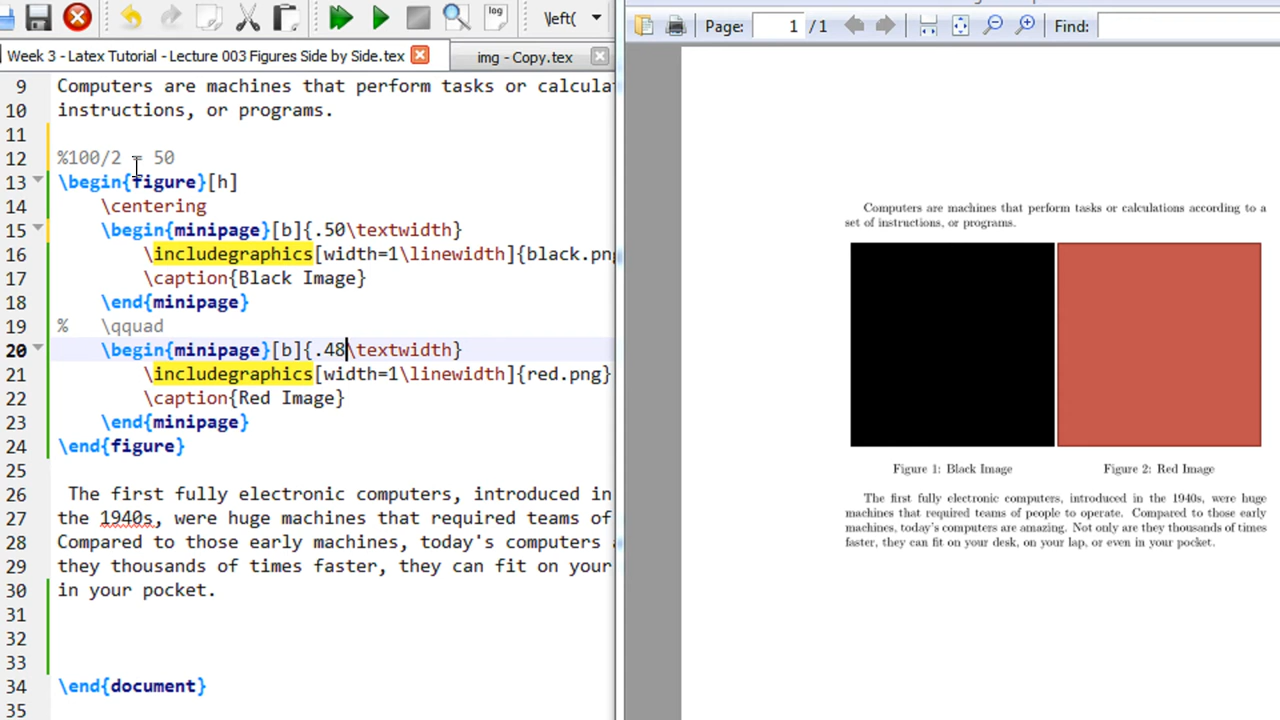 log
\left(
Page: 1 / 1
Find:
Week 3 - Latex Tutorial - Lecture 003 Figures Side by Side.tex
img - Copy.tex
9 Computers are machines that perform tasks or calcula
10 instructions, or programs.
11
12 %100/2 = 50
13 \begin{figure}[h]
14 \centering
15 \begin{minipage}[b]{.50\textwidth}
16 \includegraphics[width=1\linewidth]{black.png
17 \caption{Black Image}
18 \end{minipage}
19 % \qquad
20 \begin{minipage}[b]{.48\textwidth}
21 \includegraphics[width=1\linewidth]{red.png}
22 \caption{Red Image}
23 \end{minipage}
24 \end{figure}
25
26 The first fully electronic computers, introduced in
27 the 1940s, were huge machines that required teams of
28 Compared to those early machines, today's computers a
29 they thousands of times faster, they can fit on your
30 in your pocket.
31
32
33
34 \end{document}
35
Computers are machines that perform tasks or calculations according to a
set of instructions, or programs.
Figure 1: Black Image
Figure 2: Red Image
The first fully electronic computers, introduced in the 1940s, were huge
machines that required teams of people to operate. Compared to those early
machines, today's computers are amazing. Not only are they thousands of times
faster, they can fit on your desk, on your lap, or even in your pocket.